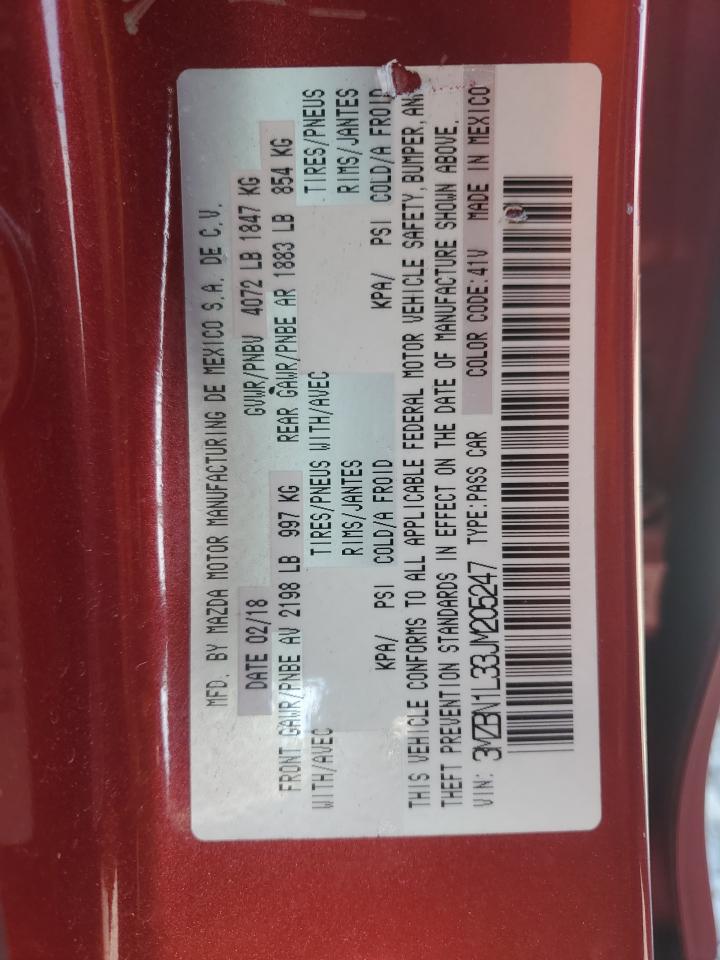 MFD. BY MAZDA MOTOR MANUFACTURING DE MEXICO S.A. DE C.V.
DATE 02/18 GVWR/PNBV 4072 LB 1847 KG
FRONT GAWR/PNBE AV 2198 LB 997 KG REAR GAWR/PNBE AR 1883 LB 854 KG
WITH/AVEC TIRES/PNEUS WITH/AVEC TIRES/PNEUS
RIMS/JANTES RIMS/JANTES
KPA/ PSI COLD/A FROID KPA/ PSI COLD/A FROID
THIS VEHICLE CONFORMS TO ALL APPLICABLE FEDERAL MOTOR VEHICLE SAFETY, BUMPER, AND
THEFT PREVENTION STANDARDS IN EFFECT ON THE DATE OF MANUFACTURE SHOWN ABOVE.
VIN: 3MZBN1L33JM205247 TYPE:PASS CAR COLOR CODE:41V MADE IN MEXICO